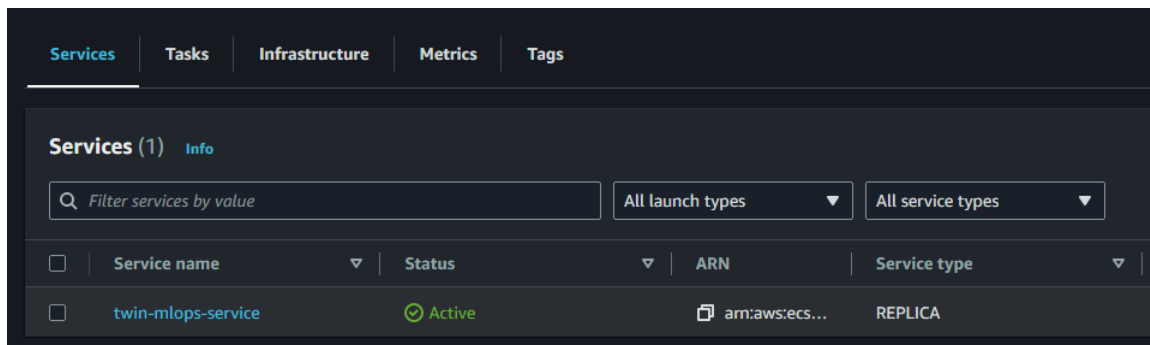 Services Tasks Infrastructure Metrics Tags
Services (1) Info
Filter services by value All launch types All service types
Service name Status ARN Service type
twin-mlops-service Active arn:aws:ecs... REPLICA